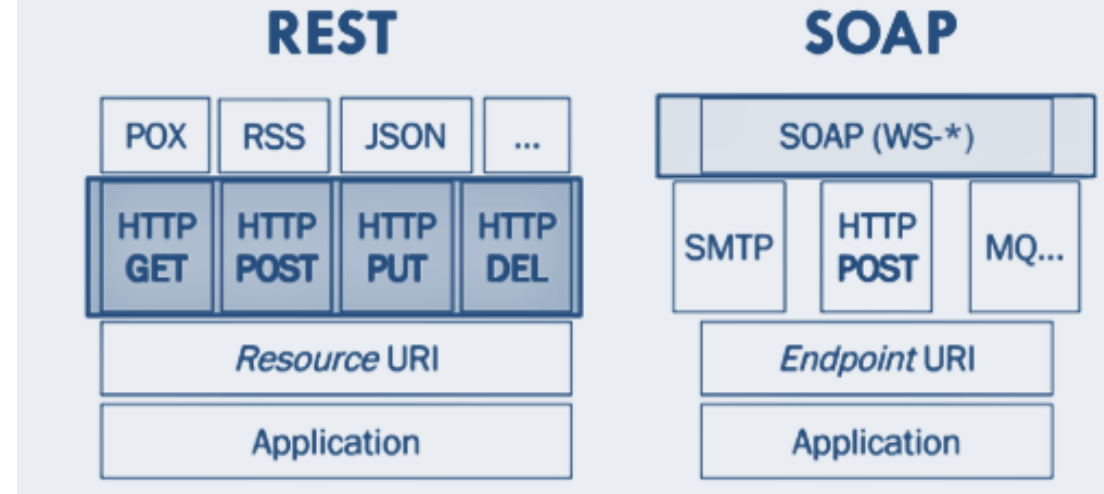 REST
POX RSS JSON ...
HTTP GET
HTTP POST
HTTP PUT
HTTP DEL
Resource URI
Application
SOAP
SOAP (WS-*)
SMTP
HTTP POST
MQ...
Endpoint URI
Application